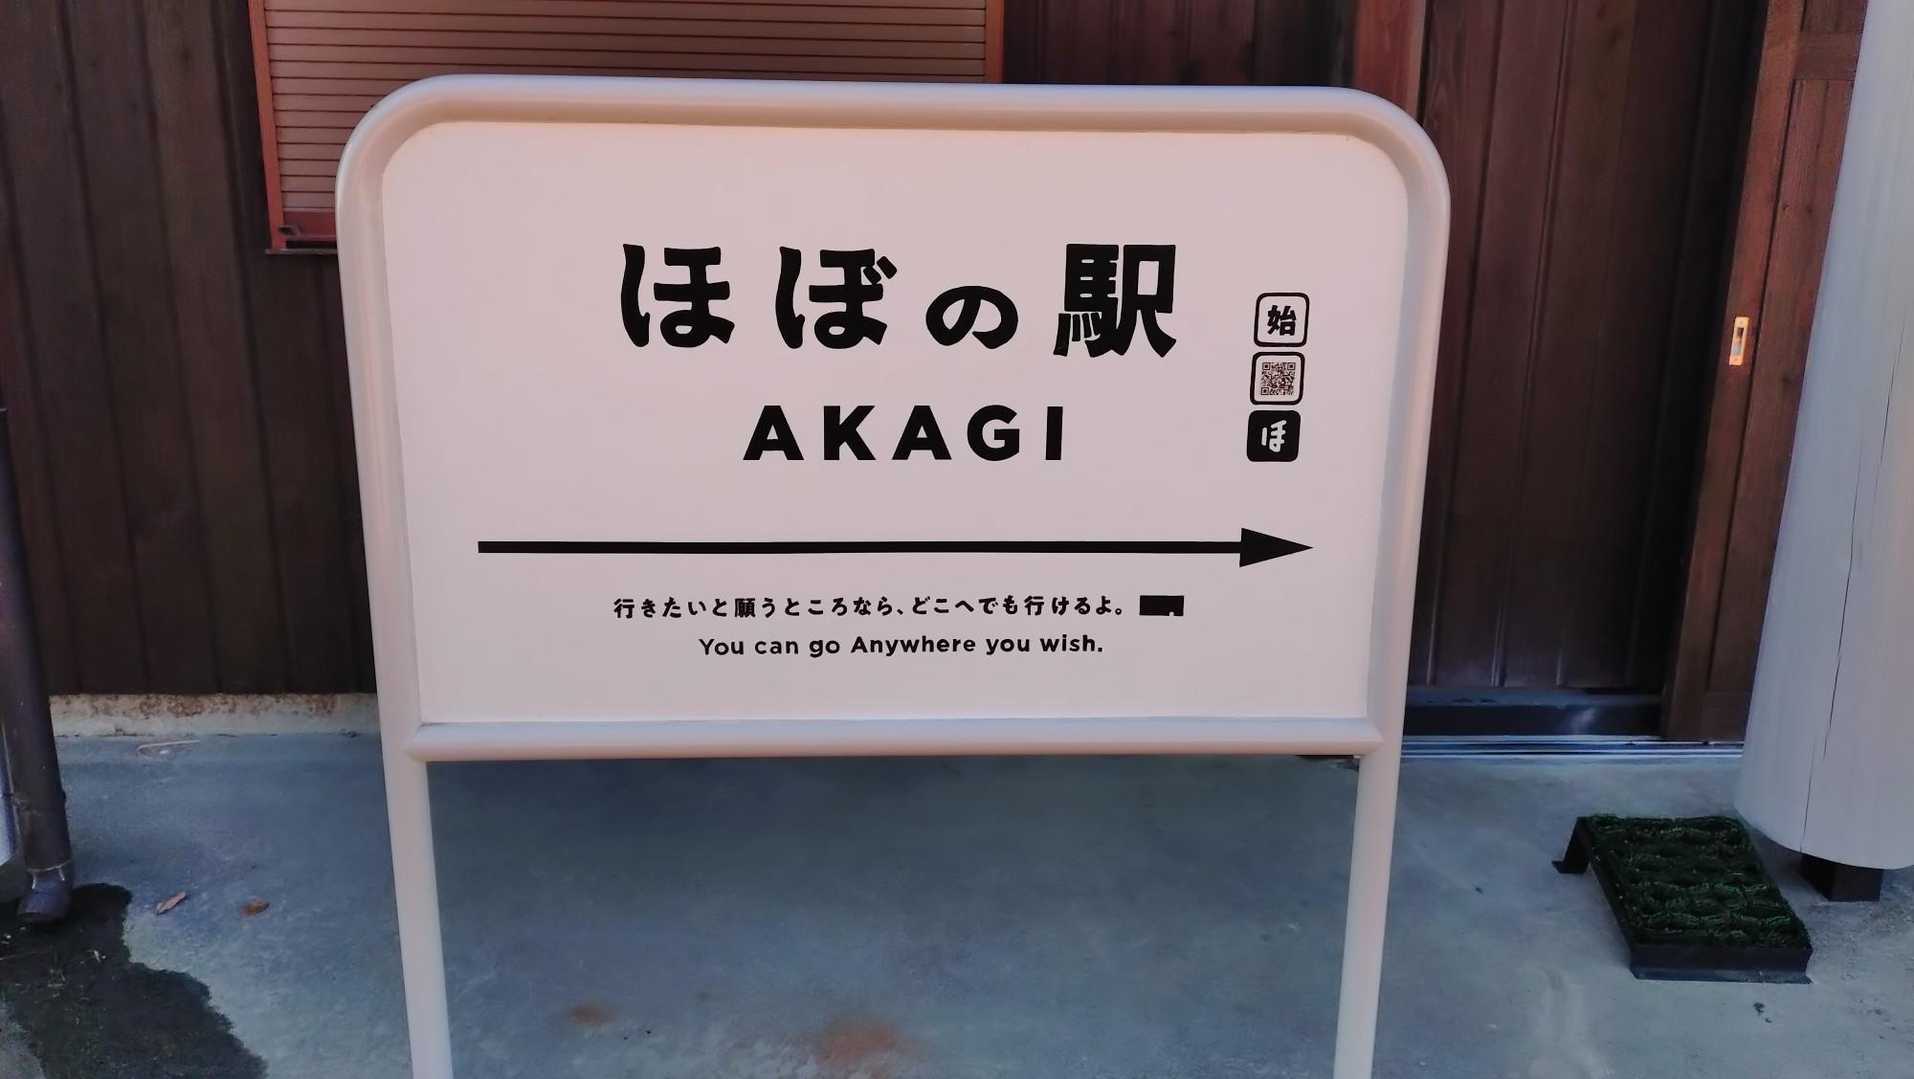 ほぼの駅
AKAGI
始
ほ
行きたいと願うところなら、どこへでも行けるよ。
You can go Anywhere you wish.